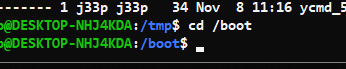 ------- 1 j33p j33p   34 Nov  8 11:16 ycmd_5
@DESKTOP-NHJ4KDA:/tmp$ cd /boot
@DESKTOP-NHJ4KDA:/boot$